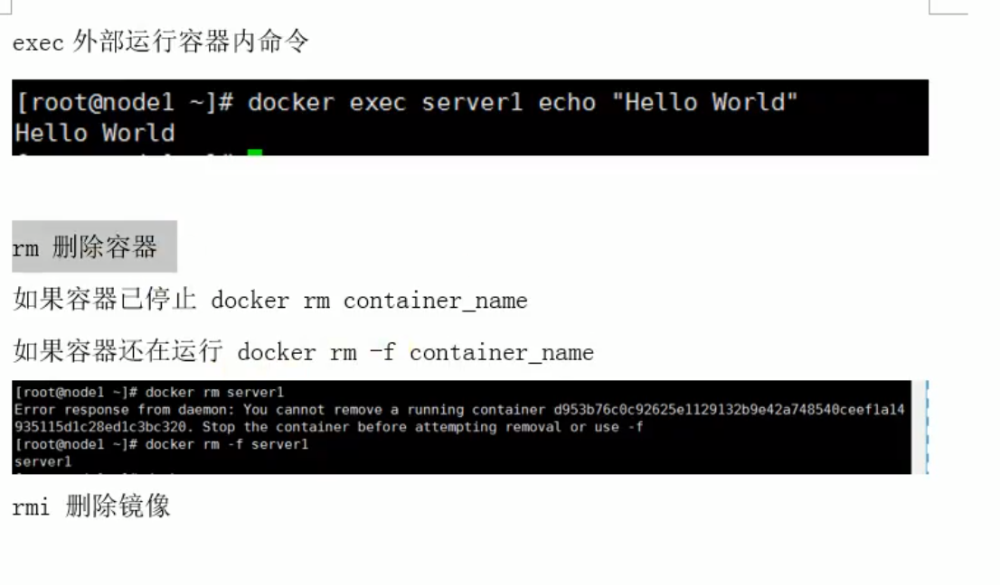 exec 外部运行容器内命令
[root@node1 ~]# docker exec server1 echo "Hello World"
Hello World
rm 删除容器
如果容器已停止 docker rm container_name
如果容器还在运行 docker rm -f container_name
[root@node1 ~]# docker rm server1
Error response from daemon: You cannot remove a running container d953b76c0c92625e1129132b9e42a748540ceef1a14
935115d1c28ed1c3bc320. Stop the container before attempting removal or use -f
[root@node1 ~]# docker rm -f server1
server1
rmi 删除镜像